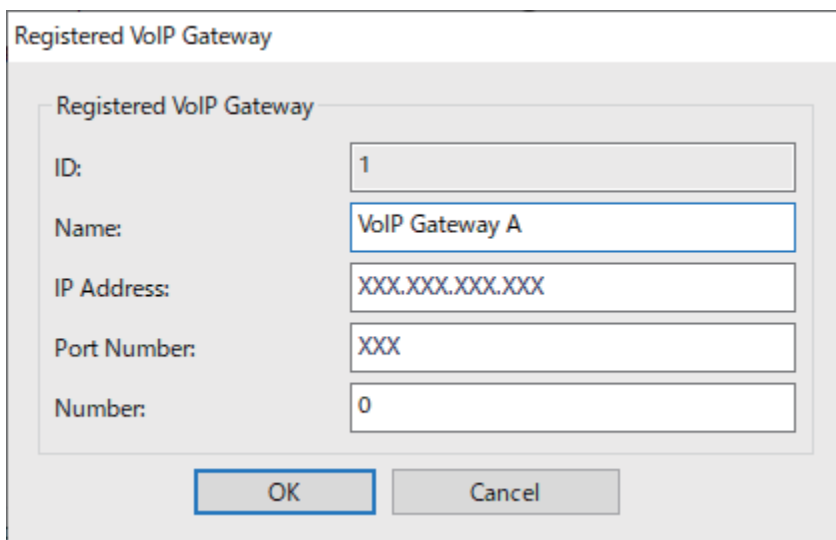 Registered VoIP Gateway
Registered VoIP Gateway
ID: 1
Name: VoIP Gateway A
IP Address: XXX.XXX.XXX.XXX
Port Number: XXX
Number: 0
OK Cancel